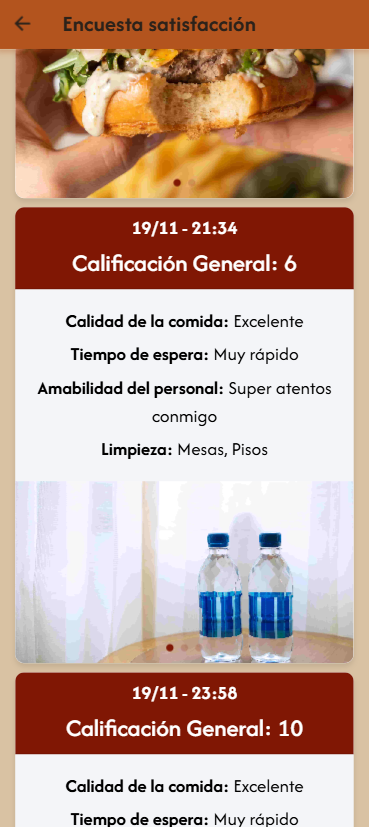 Encuesta satisfacción
19/11 - 21:34
Calificación General: 6
Calidad de la comida: Excelente
Tiempo de espera: Muy rápido
Amabilidad del personal: Super atentos
conmigo
Limpieza: Mesas, Pisos
19/11 - 23:58
Calificación General: 10
Calidad de la comida: Excelente
Tiempo de espera: Muy rápido